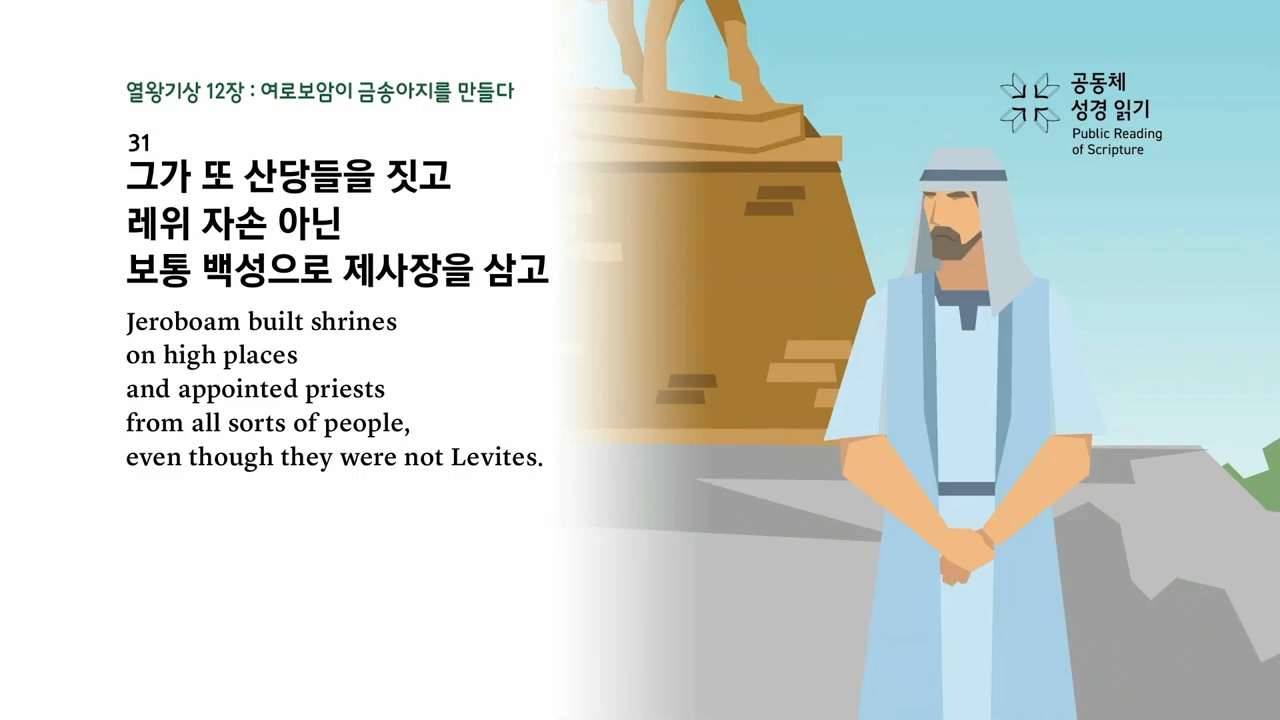 열왕기상 12장 : 여로보암이 금송아지를 만들다
31
그가 또 산당들을 짓고
레위 자손 아닌
보통 백성으로 제사장을 삼고
Jeroboam built shrines
on high places
and appointed priests
from all sorts of people,
even though they were not Levites.
공동체
성경 읽기
Public Reading
of Scripture